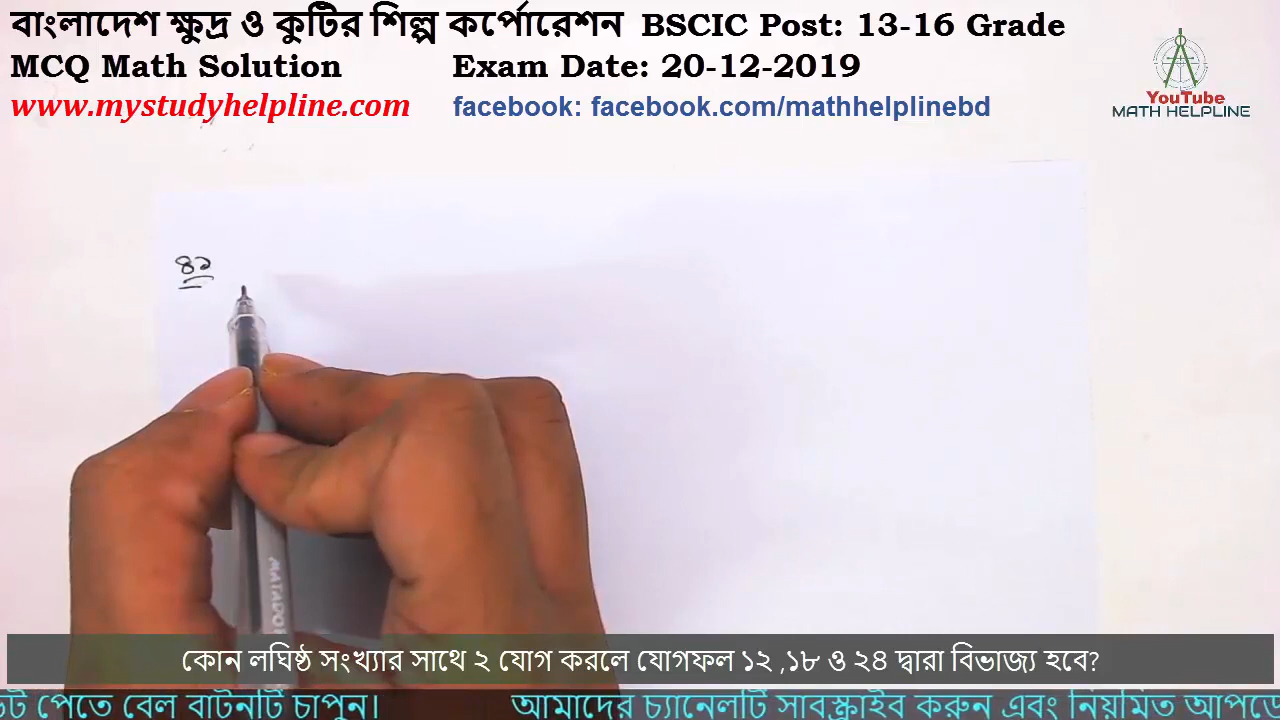 বাংলাদেশ ক্ষুদ্র ও কুটির শিল্প কর্পোরেশন BSCIC Post: 13-16 Grade
MCQ Math Solution Exam Date: 20-12-2019
www.mystudyhelpline.com facebook: facebook.com/mathhelplinebd
YouTube
MATH HELPLINE
৪১
MATADOR
কোন লঘিষ্ঠ সংখ্যার সাথে ২ যোগ করলে যোগফল ১২ ,১৮ ও ২৪ দ্বারা বিভাজ্য হবে?
পেতে বেল বাটনটি চাপুন। আমাদের চ্যানেলটি সাবস্ক্রাইব করুন এবং নিয়মিত আপডে